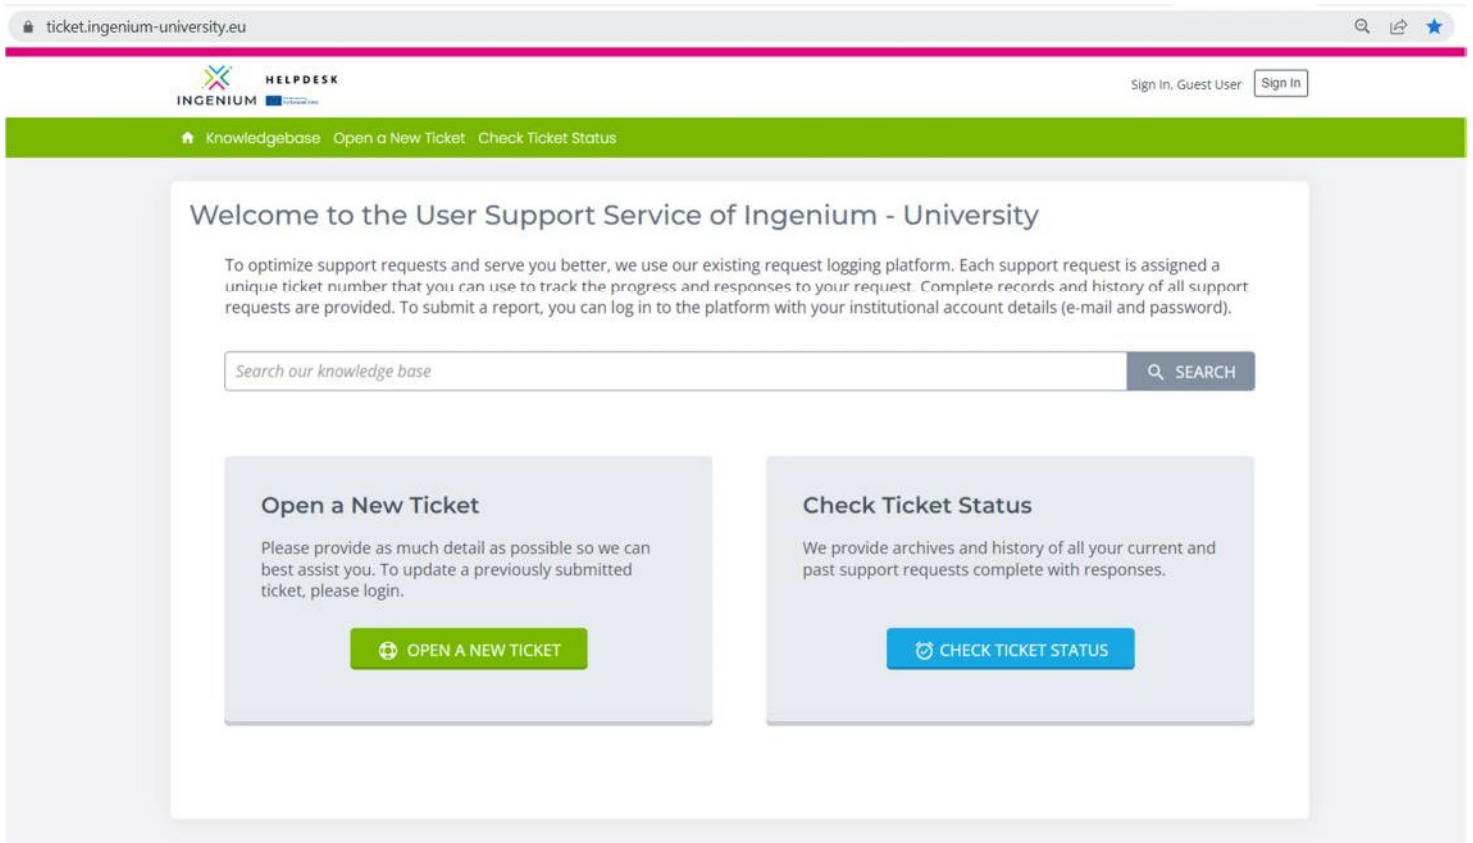 ticket.ingenium-university.eu
HELPDESK
INGENIUM
Sign In, Guest User Sign In
Knowledgebase Open a New Ticket Check Ticket Status
Welcome to the User Support Service of Ingenium - University
To optimize support requests and serve you better, we use our existing request logging platform. Each support request is assigned a
unique ticket number that you can use to track the progress and responses to your request. Complete records and history of all support
requests are provided. To submit a report, you can log in to the platform with your institutional account details (e-mail and password).
Search our knowledge base
SEARCH
Open a New Ticket
Please provide as much detail as possible so we can
best assist you. To update a previously submitted
ticket, please login.
OPEN A NEW TICKET
Check Ticket Status
We provide archives and history of all your current and
past support requests complete with responses.
CHECK TICKET STATUS